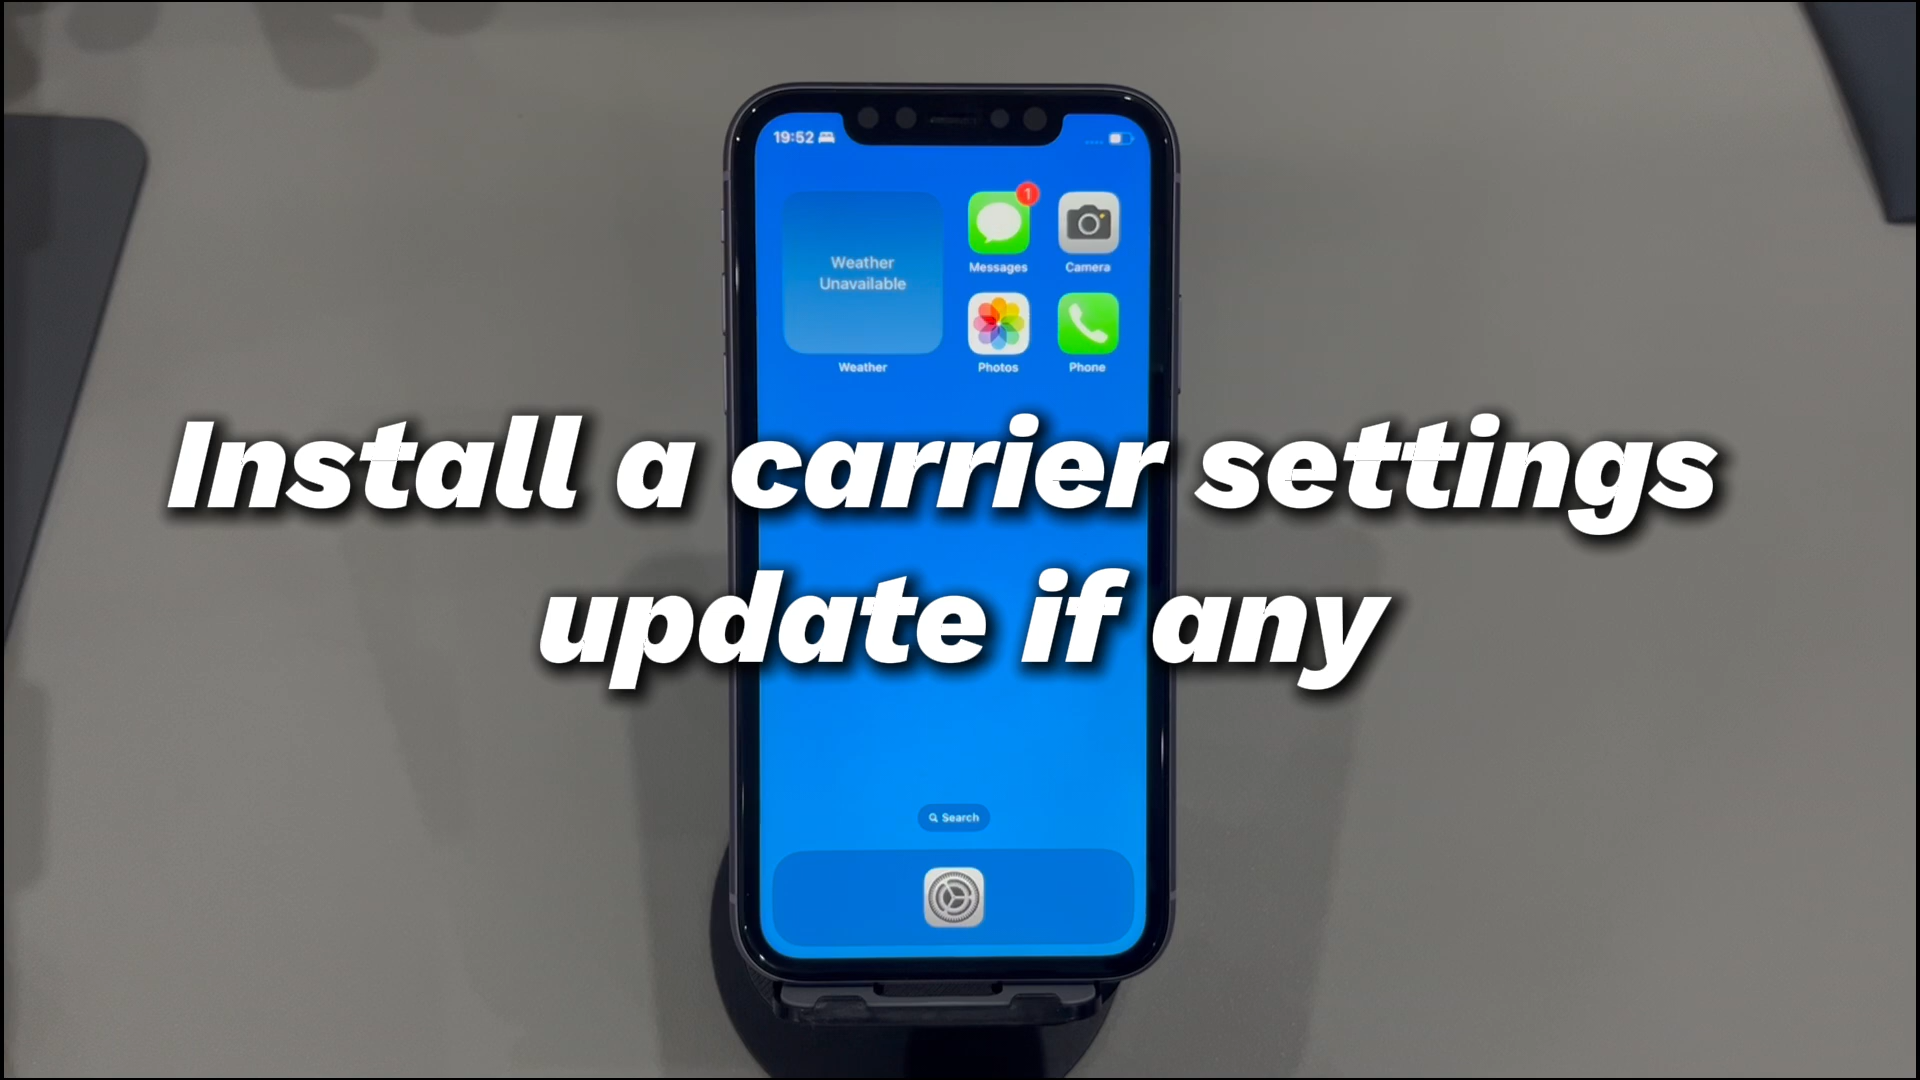 19:52
1
Weather
Unavailable
Messages
Camera
Weather
Photos
Phone
Install a carrier settings
update if any
Search